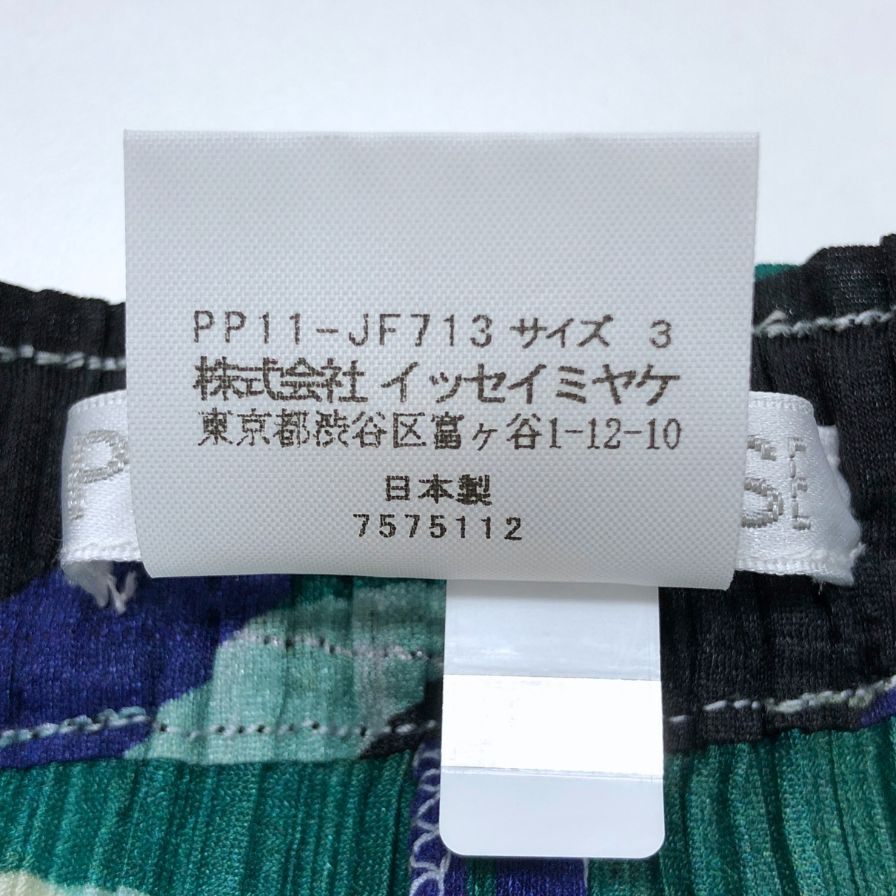 PP11-JF713 サイズ 3
株式会社 イッセイミヤケ
東京都渋谷区富ヶ谷1-12-10
日本製
7575112